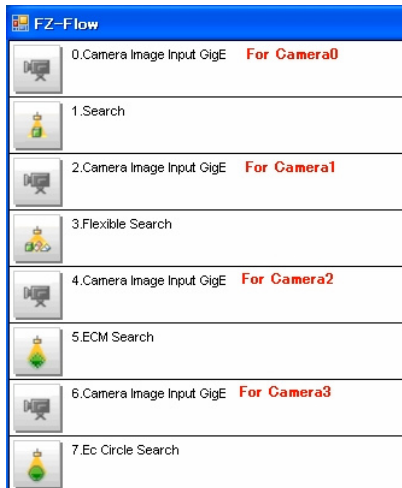 FZ-Flow
0.Camera Image Input GigE For Camera0
1.Search
2.Camera Image Input GigE For Camera1
3.Flexible Search
4.Camera Image Input GigE For Camera2
5.ECM Search
6.Camera Image Input GigE For Camera3
7.Ec Circle Search